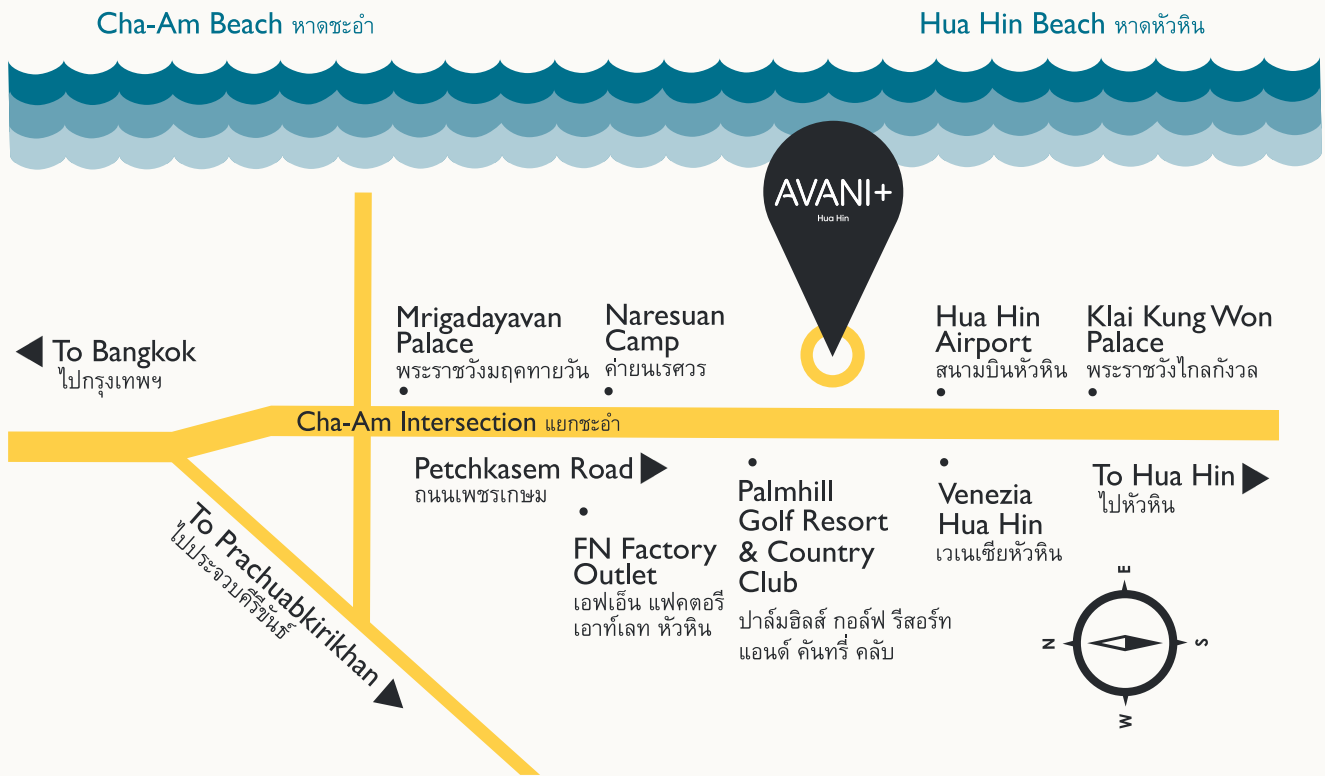 Cha-Am Beach หาดชะอำ
Hua Hin Beach หาดหัวหิน
AVANI+
Hua Hin
To Bangkok
ไปกรุงเทพฯ
Mrigadayavan
Palace
พระราชวังมฤคทายวัน
Naresuan
Camp
ค่ายนเรศวร
Hua Hin
Airport
สนามบินหัวหิน
Klai Kung Won
Palace
พระราชวังไกลกังวล
Cha-Am Intersection แยกชะอำ
Petchkasem Road
ถนนเพชรเกษม
To Prachuabkirikhan
ไปประจวบคีรีขันธ์
FN Factory
Outlet
เอฟเอ็น แฟคตอรี
เอาท์เลท หัวหิน
Palmhill
Golf Resort
& Country
Club
ปาล์มฮิลส์ กอล์ฟ รีสอร์ท
แอนด์ คันทรี่ คลับ
Venezia
Hua Hin
เวเนเซียหัวหิน
To Hua Hin
ไปหัวหิน
E
N
S
W